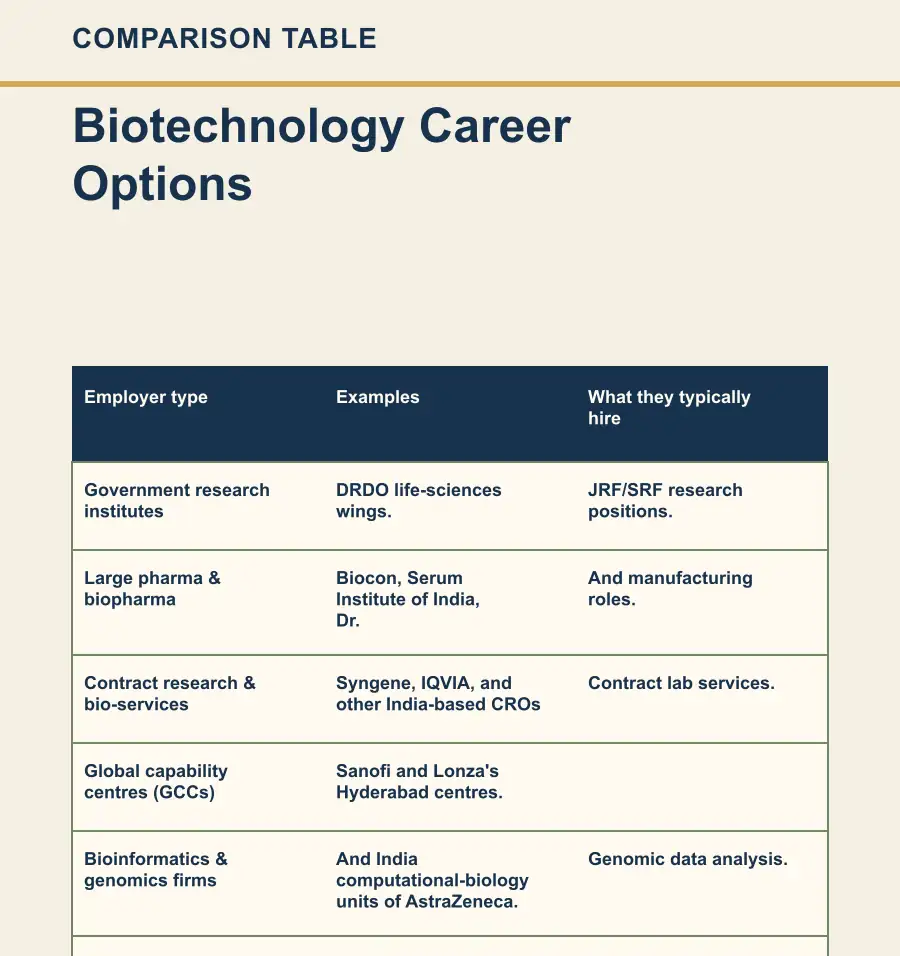 COMPARISON TABLE
Biotechnology Career
Options
Employer type
Examples
What they typically
hire
Government research
institutes
DRDO life-sciences
wings.
JRF/SRF research
positions.
Large pharma &
biopharma
Biocon, Serum
Institute of India,
Dr.
And manufacturing
roles.
Contract research &
bio-services
Syngene, IQVIA, and
other India-based CROs
Contract lab services.
Global capability
centres (GCCs)
Sanofi and Lonza's
Hyderabad centres.
Bioinformatics &
genomics firms
And India
computational-biology
units of AstraZeneca.
Genomic data analysis.